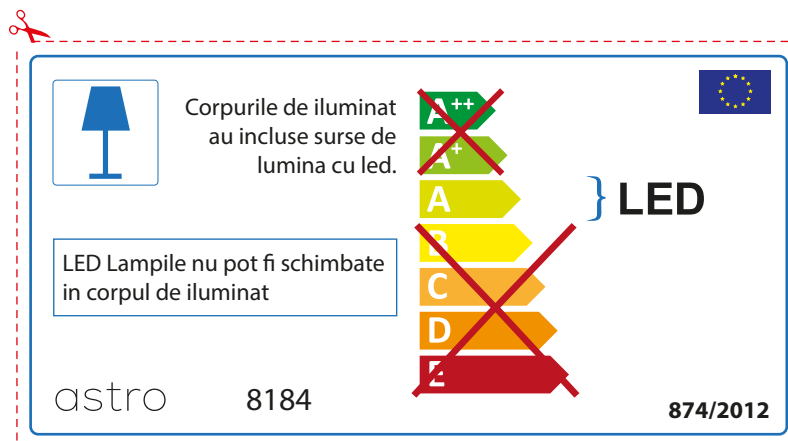 Corpurile de iluminat
au incluse surse de
lumina cu led.
LED Lampile nu pot fi schimbate
in corpul de iluminat
A++
A+
A
B
C
D
E
LED
astro
8184
874/2012